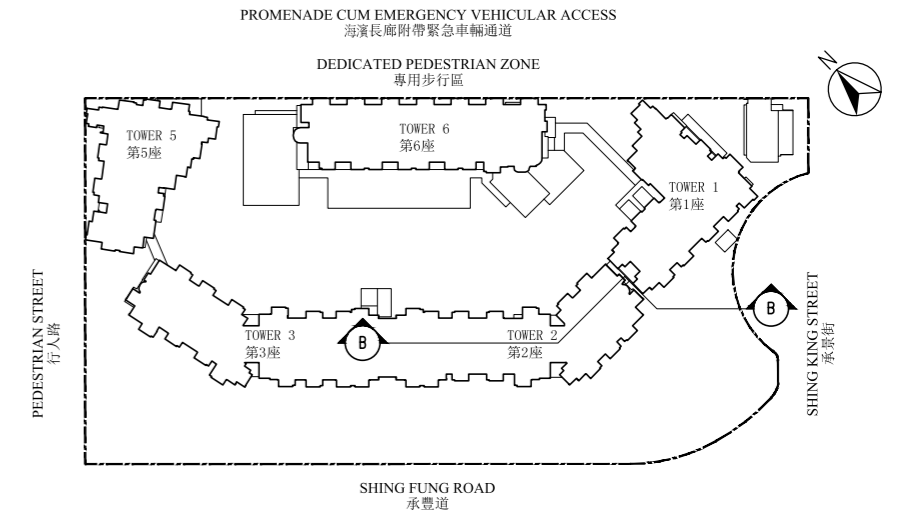 PROMENADE CUM EMERGENCY VEHICULAR ACCESS
海濱長廊附帶緊急車輛通道
DEDICATED PEDESTRIAN ZONE
專用步行區
N
TOWER 5
第5座
TOWER 6
第6座
TOWER 1
第1座
PEDESTRIAN STREET
行人路
TOWER 3
第3座
B
TOWER 2
第2座
B
SHING KING STREET
承景街
SHING FUNG ROAD
承豐道